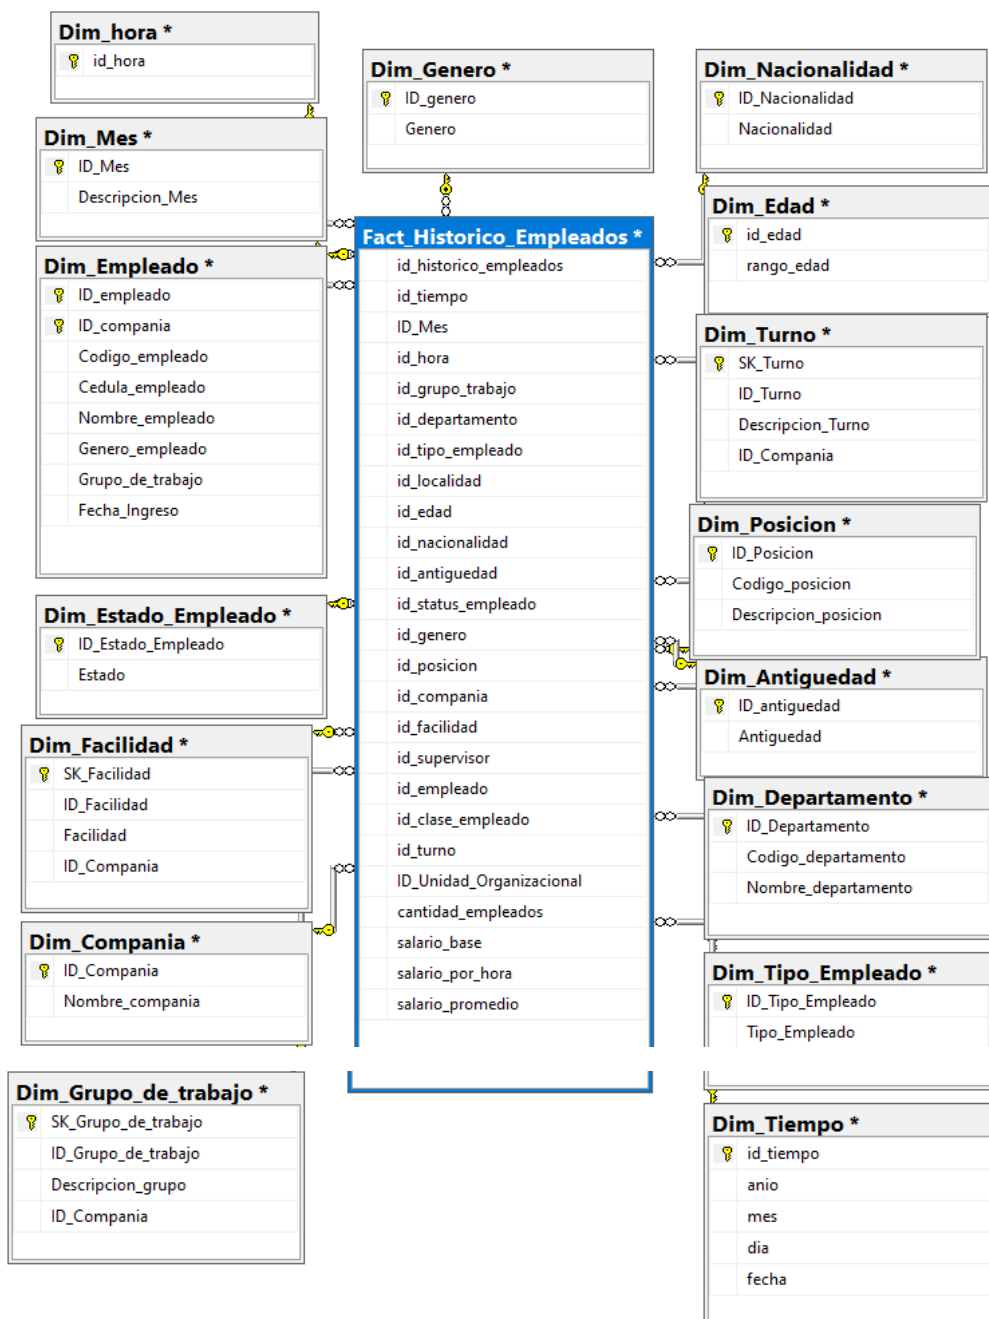 Dim_hora *
id_hora
Dim_Mes *
ID_Mes
Descripcion_Mes
Dim_Empleado *
ID_empleado
ID_compania
Codigo_empleado
Cedula_empleado
Nombre_empleado
Genero_empleado
Grupo_de_trabajo
Fecha_Ingreso
Dim_Estado_Empleado *
ID_Estado_Empleado
Estado
Dim_Facilidad *
SK_Facilidad
ID_Facilidad
Facilidad
ID_Compania
Dim_Compania *
ID_Compania
Nombre_compania
Dim_Grupo_de_trabajo *
SK_Grupo_de_trabajo
ID_Grupo_de_trabajo
Descripcion_grupo
ID_Compania
Dim_Genero *
ID_genero
Genero
Fact_Historico_Empleados *
id_historico_empleados
id_tiempo
ID_Mes
id_hora
id_grupo_trabajo
id_departamento
id_tipo_empleado
id_localidad
id_edad
id_nacionalidad
id_antiguedad
id_status_empleado
id_genero
id_posicion
id_compania
id_facilidad
id_supervisor
id_empleado
id_clase_empleado
id_turno
ID_Unidad_Organizacional
cantidad_empleados
salario_base
salario_por_hora
salario_promedio
Dim_Nacionalidad *
ID_Nacionalidad
Nacionalidad
Dim_Edad *
id_edad
rango_edad
Dim_Turno *
SK_Turno
ID_Turno
Descripcion_Turno
ID_Compania
Dim_Posicion *
ID_Posicion
Codigo_posicion
Descripcion_posicion
Dim_Antiguedad *
ID_antiguedad
Antiguedad
Dim_Departamento *
ID_Departamento
Codigo_departamento
Nombre_departamento
Dim_Tipo_Empleado *
ID_Tipo_Empleado
Tipo_Empleado
Dim_Tiempo *
id_tiempo
anio
mes
dia
fecha